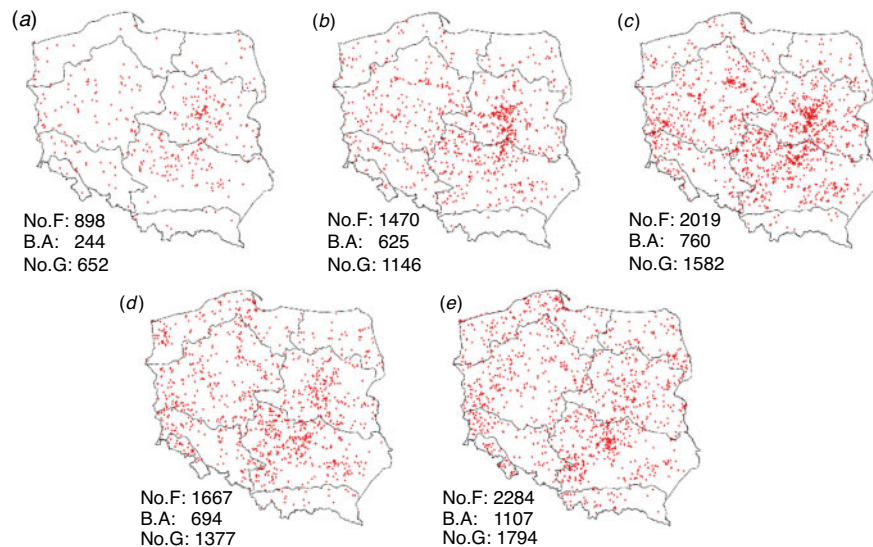 (a)
No.F: 898
B.A: 244
No.G: 652
(b)
No.F: 1470
B.A: 625
No.G: 1146
(c)
No.F: 2019
B.A: 760
No.G: 1582
(d)
No.F: 1667
B.A: 694
No.G: 1377
(e)
No.F: 2284
B.A: 1107
No.G: 1794